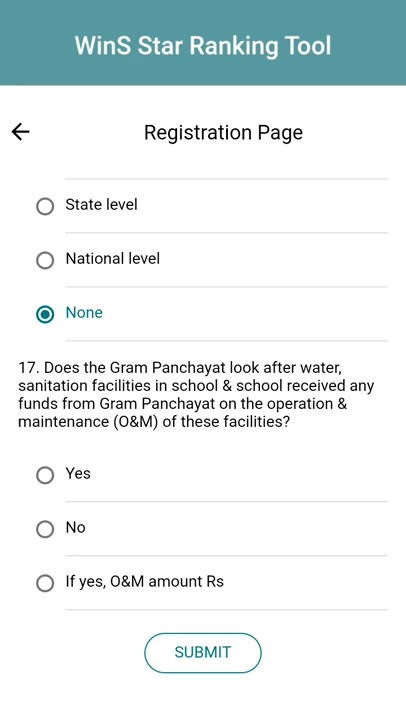 WinS Star Ranking Tool
Registration Page
State level
National level
None
17. Does the Gram Panchayat look after water,
sanitation facilities in school & school received any
funds from Gram Panchayat on the operation &
maintenance (O&M) of these facilities?
Yes
No
If yes, O&M amount Rs
SUBMIT